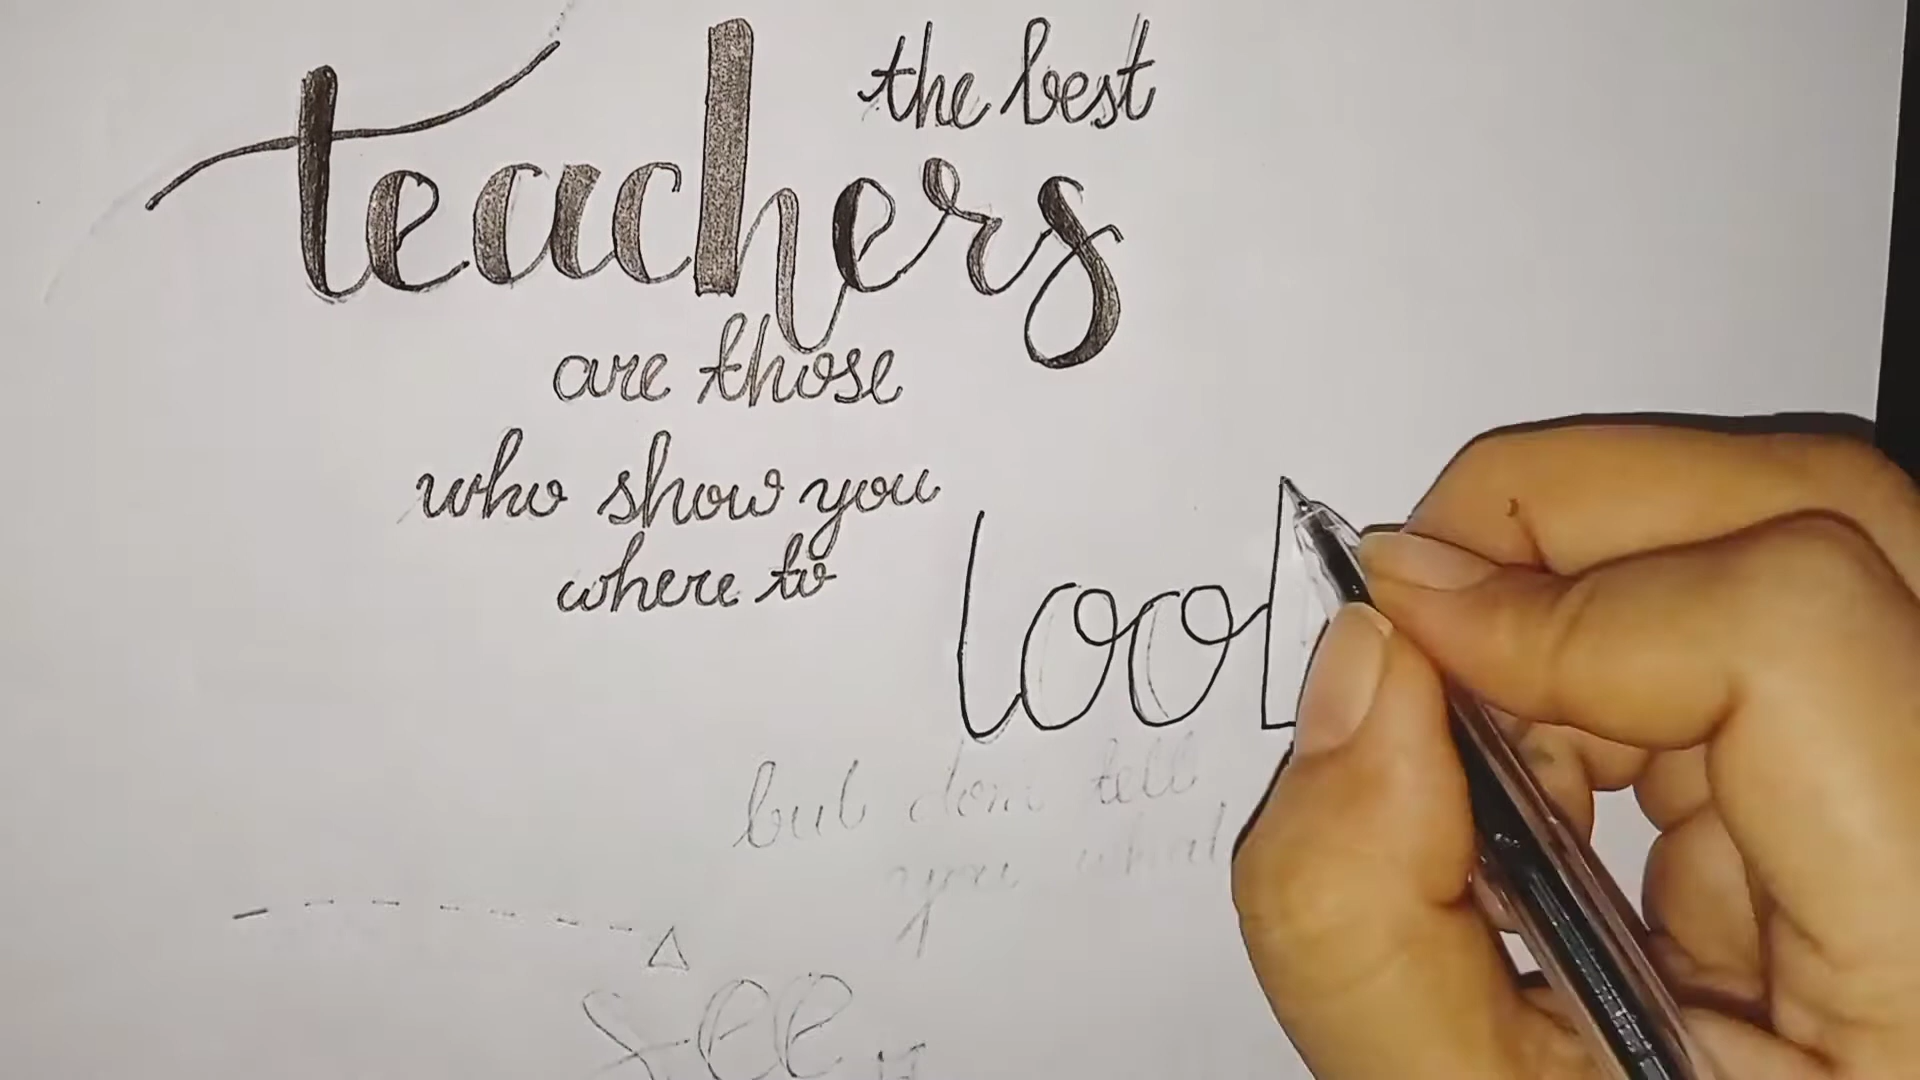 the best
teachers
are those
who show you
where to
look
but don tell
you what
see